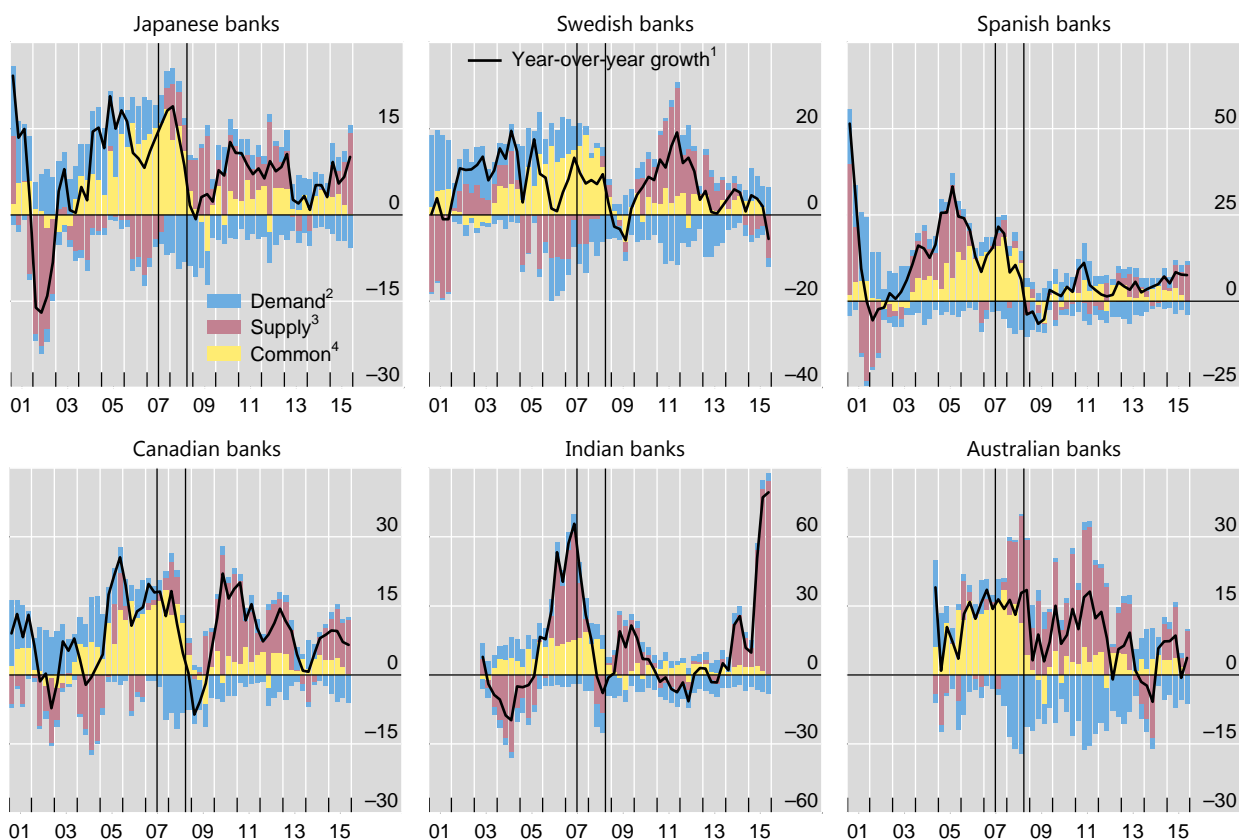 Japanese banks
15
0
–15
–30
Demand2
Supply3
Common4
01 03 05 07 09 11 13 15
Swedish banks
Year-over-year growth1
20
0
–20
–40
01 03 05 07 09 11 13 15
Spanish banks
50
25
0
–25
01 03 05 07 09 11 13 15
Canadian banks
30
15
0
–15
–30
03 05 07 09 11 13 15
Indian banks
60
30
0
–30
–60
03 05 07 09 11 13 15
Australian banks
30
15
0
–15
–30
03 05 07 09 11 13 15